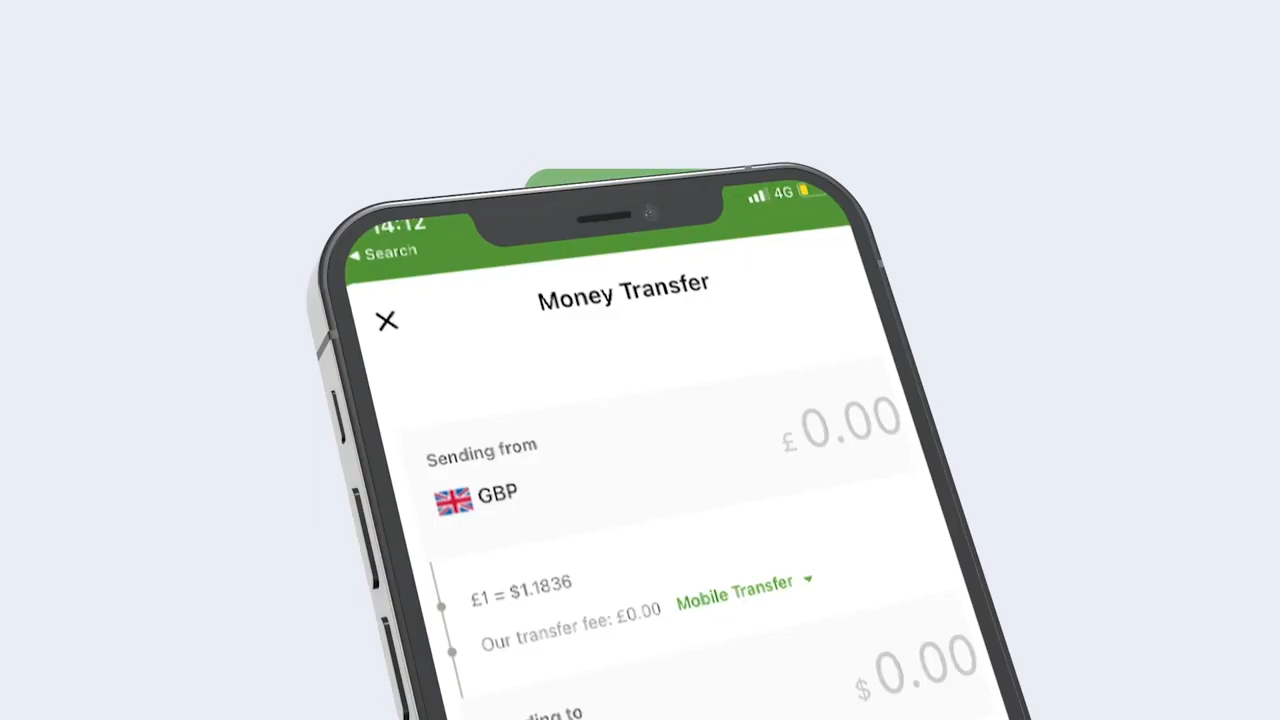 14:12
4G
Search
Money Transfer
Sending from
£ 0.00
GBP
£1 = $1.1836
Our transfer fee: £0.00 Mobile Transfer
$ 0.00
to